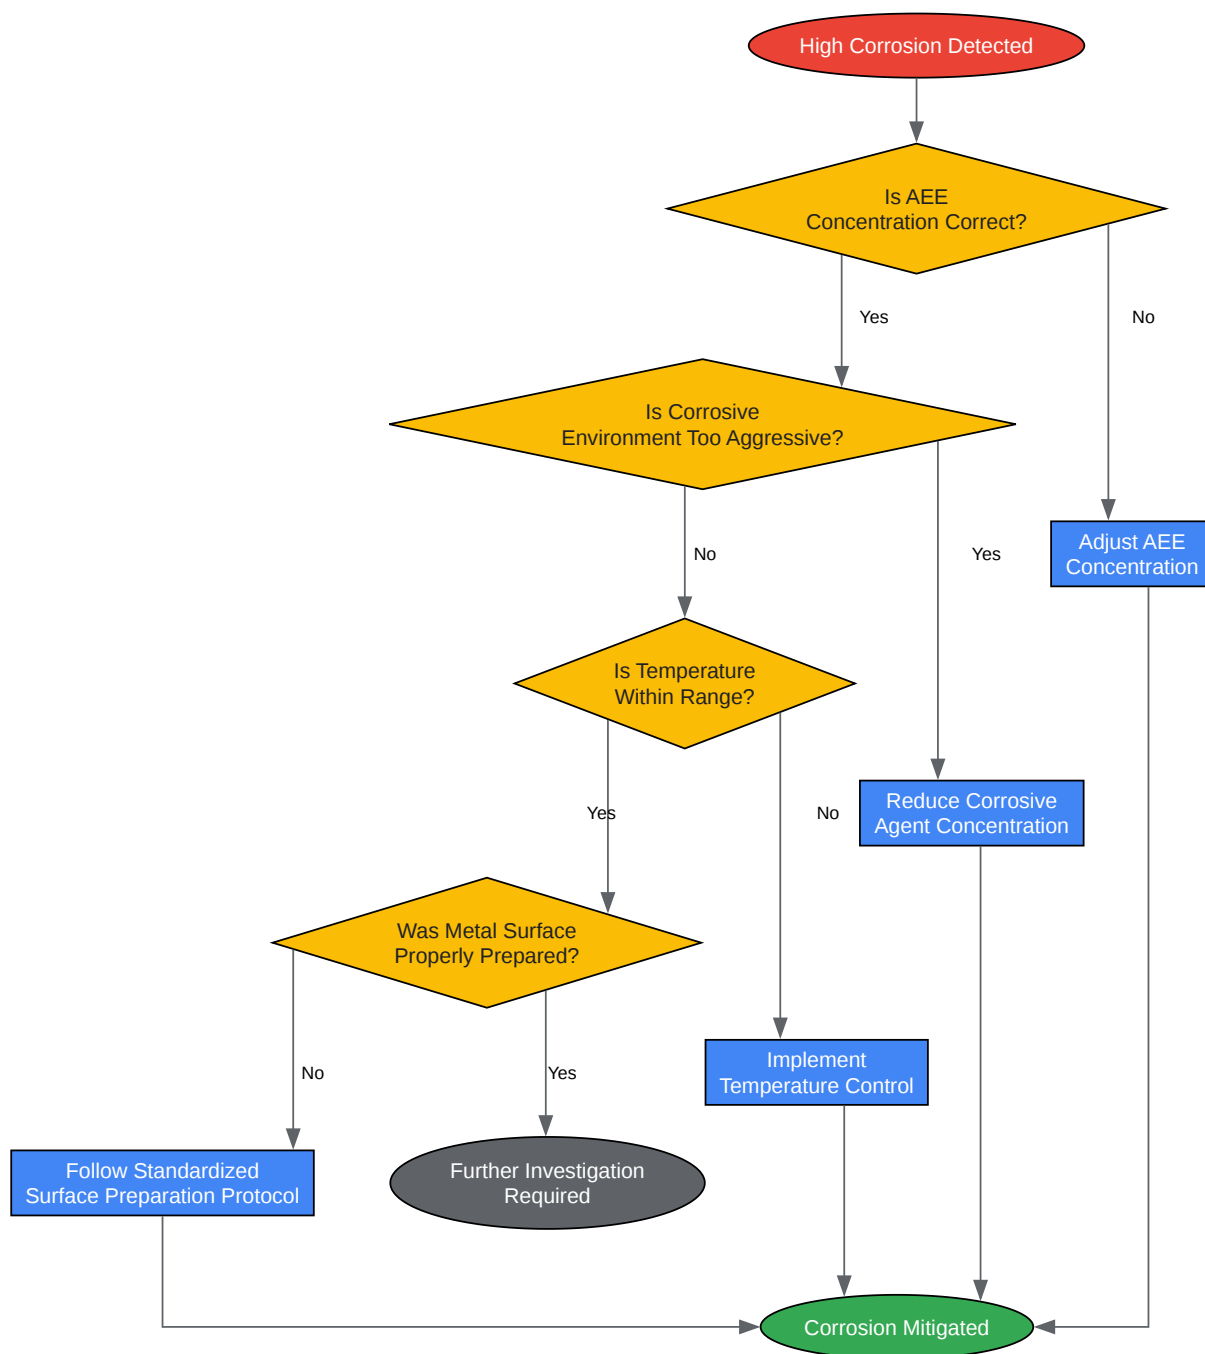 High Corrosion Detected
Is AEE
Concentration Correct?
Yes
No
Is Corrosive
Environment Too Aggressive?
No
Yes
Adjust AEE
Concentration
Is Temperature
Within Range?
Yes
No
Reduce Corrosive
Agent Concentration
Was Metal Surface
Properly Prepared?
No
Yes
Implement
Temperature Control
Follow Standardized
Surface Preparation Protocol
Further Investigation
Required
Corrosion Mitigated